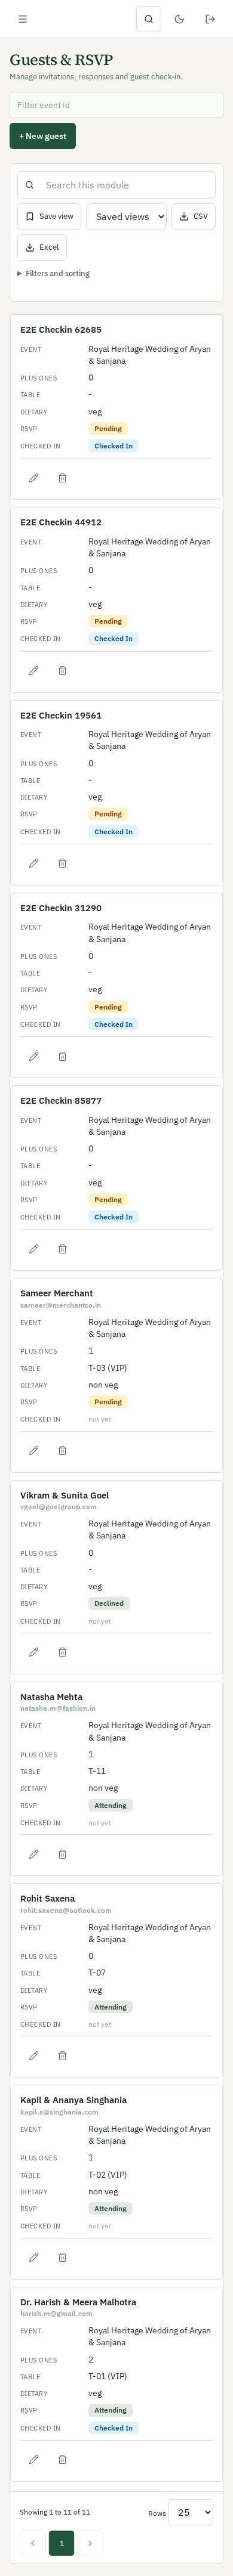 Guests & RSVP
Manage invitations, responses and guest check-in.
Filter event id
+ New guest
Search this module
Save view
Saved views
CSV
Excel
Filters and sorting
E2E Checkin 62685
EVENT Royal Heritage Wedding of Aryan
& Sanjana
PLUS ONES 0
TABLE -
DIETARY veg
RSVP Pending
CHECKED IN Checked In
E2E Checkin 44912
EVENT Royal Heritage Wedding of Aryan
& Sanjana
PLUS ONES 0
TABLE -
DIETARY veg
RSVP Pending
CHECKED IN Checked In
E2E Checkin 19561
EVENT Royal Heritage Wedding of Aryan
& Sanjana
PLUS ONES 0
TABLE -
DIETARY veg
RSVP Pending
CHECKED IN Checked In
E2E Checkin 31290
EVENT Royal Heritage Wedding of Aryan
& Sanjana
PLUS ONES 0
TABLE -
DIETARY veg
RSVP Pending
CHECKED IN Checked In
E2E Checkin 85877
EVENT Royal Heritage Wedding of Aryan
& Sanjana
PLUS ONES 0
TABLE -
DIETARY veg
RSVP Pending
CHECKED IN Checked In
Sameer Merchant
sameer@merchantco.in
EVENT Royal Heritage Wedding of Aryan
& Sanjana
PLUS ONES 1
TABLE T-03 (VIP)
DIETARY non veg
RSVP Pending
CHECKED IN not yet
Vikram & Sunita Goel
vgoel@goelgroup.com
EVENT Royal Heritage Wedding of Aryan
& Sanjana
PLUS ONES 0
TABLE -
DIETARY veg
RSVP Declined
CHECKED IN not yet
Natasha Mehta
natasha.m@fashion.in
EVENT Royal Heritage Wedding of Aryan
& Sanjana
PLUS ONES 1
TABLE T-11
DIETARY non veg
RSVP Attending
CHECKED IN not yet
Rohit Saxena
rohit.saxena@outlook.com
EVENT Royal Heritage Wedding of Aryan
& Sanjana
PLUS ONES 0
TABLE T-07
DIETARY veg
RSVP Attending
CHECKED IN not yet
Kapil & Ananya Singhania
kapil.s@singhania.com
EVENT Royal Heritage Wedding of Aryan
& Sanjana
PLUS ONES 1
TABLE T-02 (VIP)
DIETARY non veg
RSVP Attending
CHECKED IN not yet
Dr. Harish & Meera Malhotra
harish.m@gmail.com
EVENT Royal Heritage Wedding of Aryan
& Sanjana
PLUS ONES 2
TABLE T-01 (VIP)
DIETARY veg
RSVP Attending
CHECKED IN Checked In
Showing 1 to 11 of 11
Rows 25
1